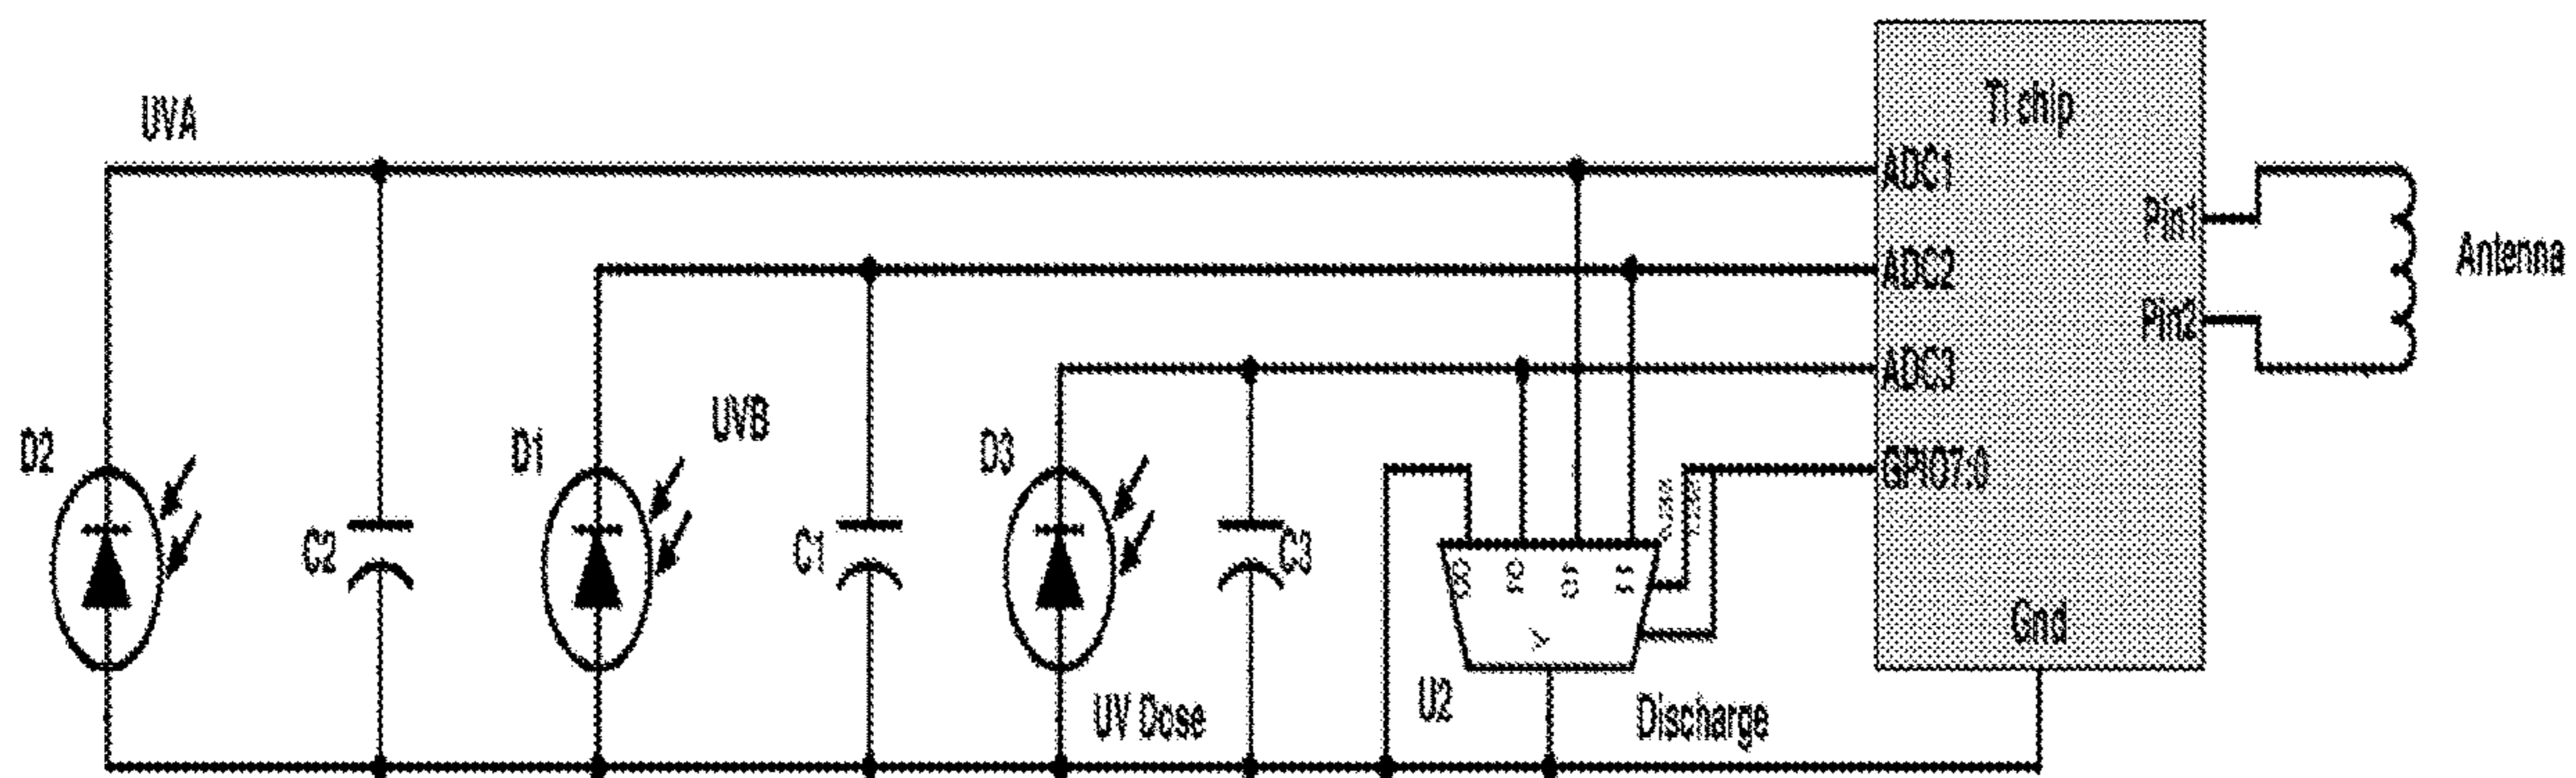 UVA
TI chip
ADC1
Pin1
ADC2
Antenna
Pin2
ADC3
UVB
D2
D1
D3
GPIO7:0
C2
C1
C3
Gnd
UV Dose
U2
Discharge